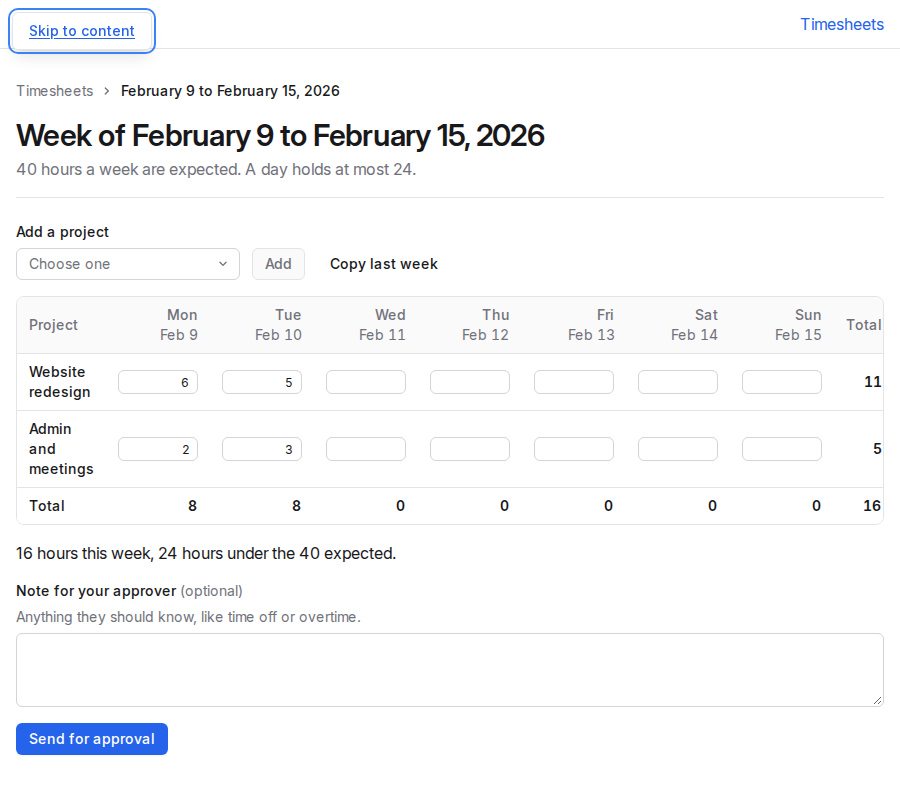 Skip to content
Timesheets
Timesheets > February 9 to February 15, 2026
Week of February 9 to February 15, 2026
40 hours a week are expected. A day holds at most 24.
Add a project
Choose one Add Copy last week
Project Mon Feb 9 Tue Feb 10 Wed Feb 11 Thu Feb 12 Fri Feb 13 Sat Feb 14 Sun Feb 15 Total
Website redesign 6 5 11
Admin and meetings 2 3 5
Total 8 8 0 0 0 0 0 16
16 hours this week, 24 hours under the 40 expected.
Note for your approver (optional)
Anything they should know, like time off or overtime.
Send for approval